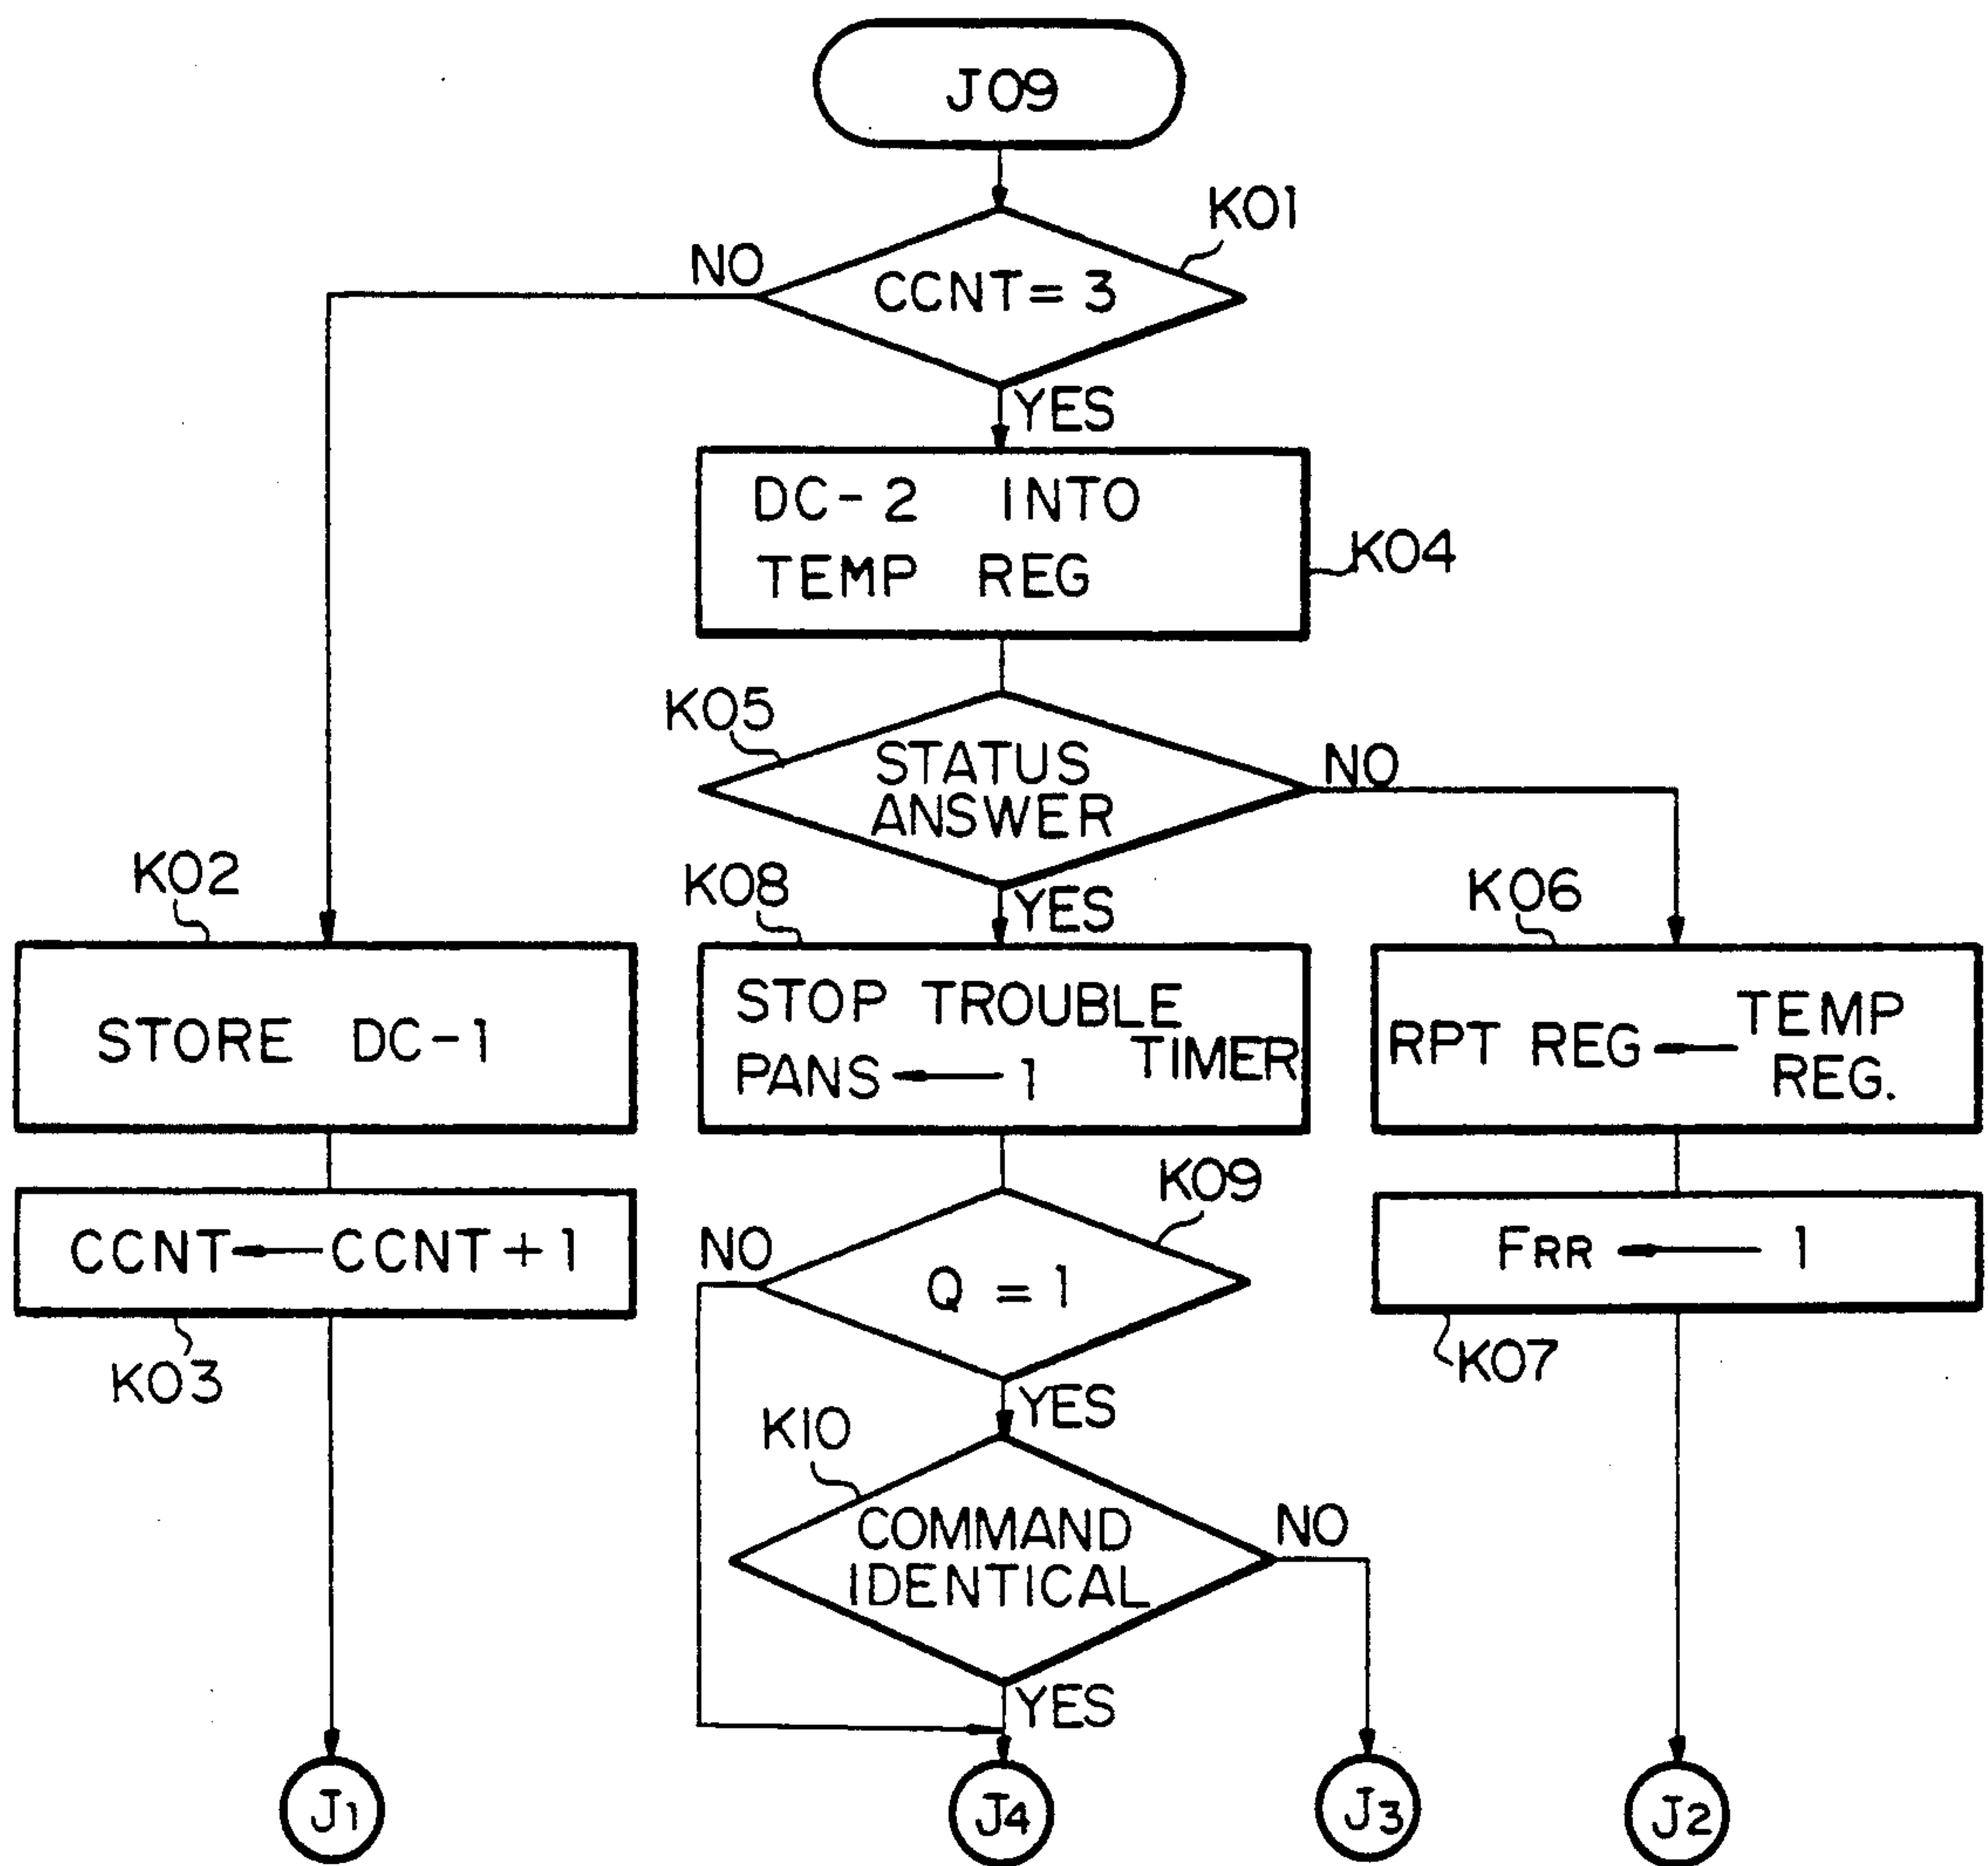 J09
K01
NO
CCNT = 3
YES
DC-2 INTO
TEMP REG
K04
K05
STATUS
ANSWER
NO
YES
K02
STORE DC-1
K08
STOP TROUBLE
TIMER
PANS ← 1
K06
RPT REG ← TEMP
REG.
CCNT ← CCNT + 1
K03
K09
NO
Q = 1
YES
FRR ← 1
K07
K10
COMMAND
IDENTICAL
NO
YES
J1
J4
J3
J2